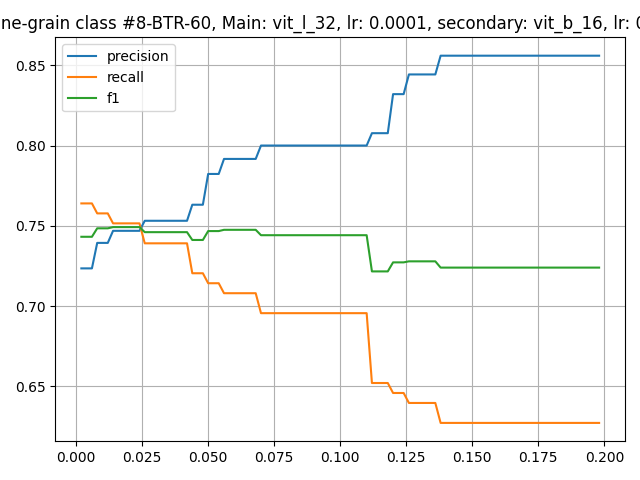 ne-grain class #8-BTR-60, Main: vit_l_32, lr: 0.0001, secondary: vit_b_16, lr: 0
precision
recall
f1
0.85
0.80
0.75
0.70
0.65
0.000 0.025 0.050 0.075 0.100 0.125 0.150 0.175 0.200